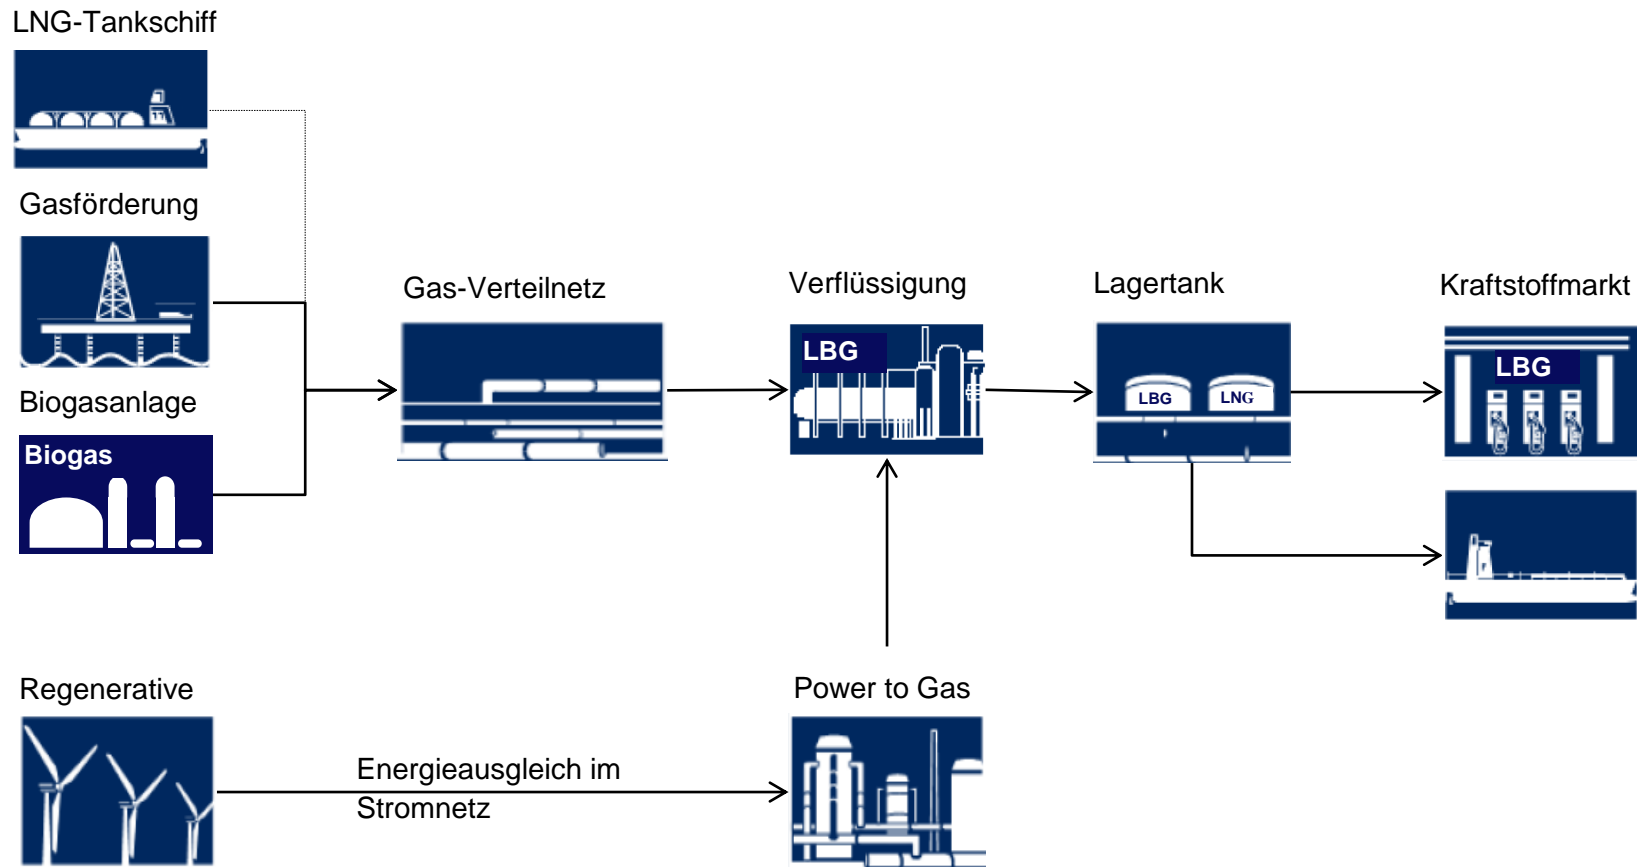 LNG-Tankschiff
Gasförderung
Biogasanlage
Biogas
Gas-Verteilnetz
Verflüssigung
LBG
Lagertank
LBG
LNG
Kraftstoffmarkt
LBG
Regenerative
Energieausgleich im
Stromnetz
Power to Gas